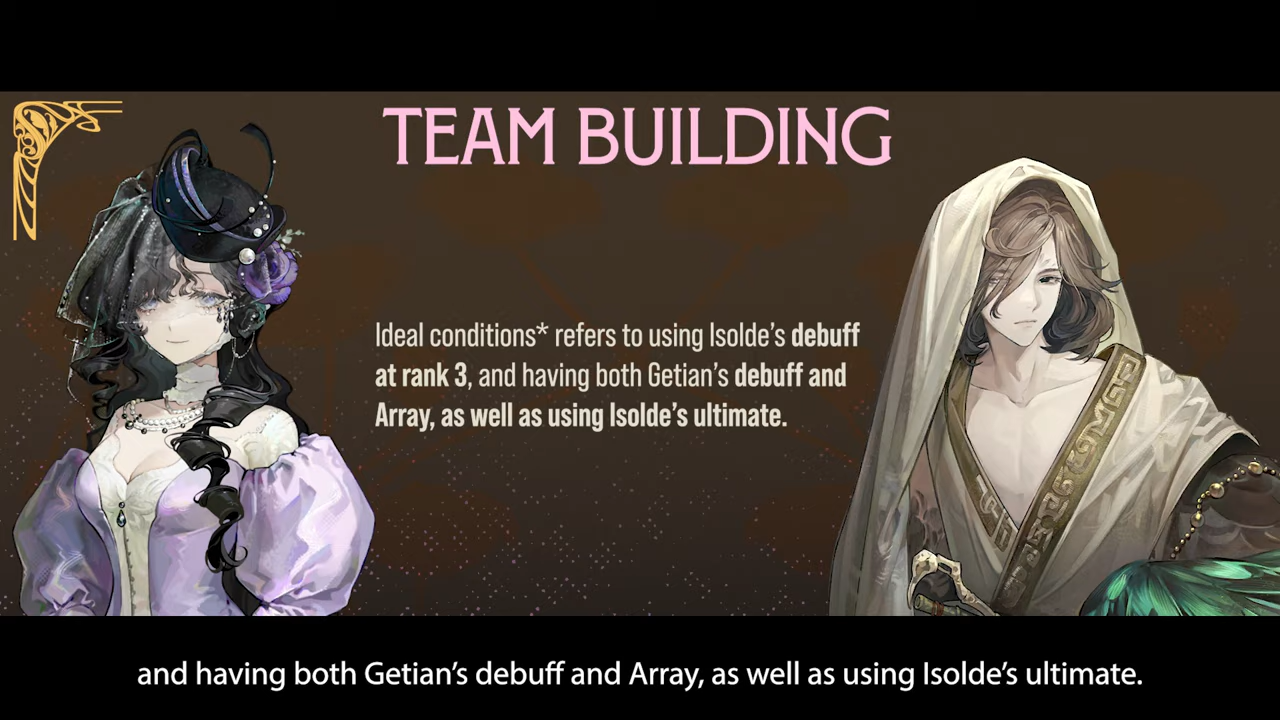 TEAM BUILDING
Ideal conditions* refers to using Isolde's debuff
at rank 3, and having both Getian's debuff and
Array, as well as using Isolde's ultimate.
and having both Getian's debuff and Array, as well as using Isolde's ultimate.